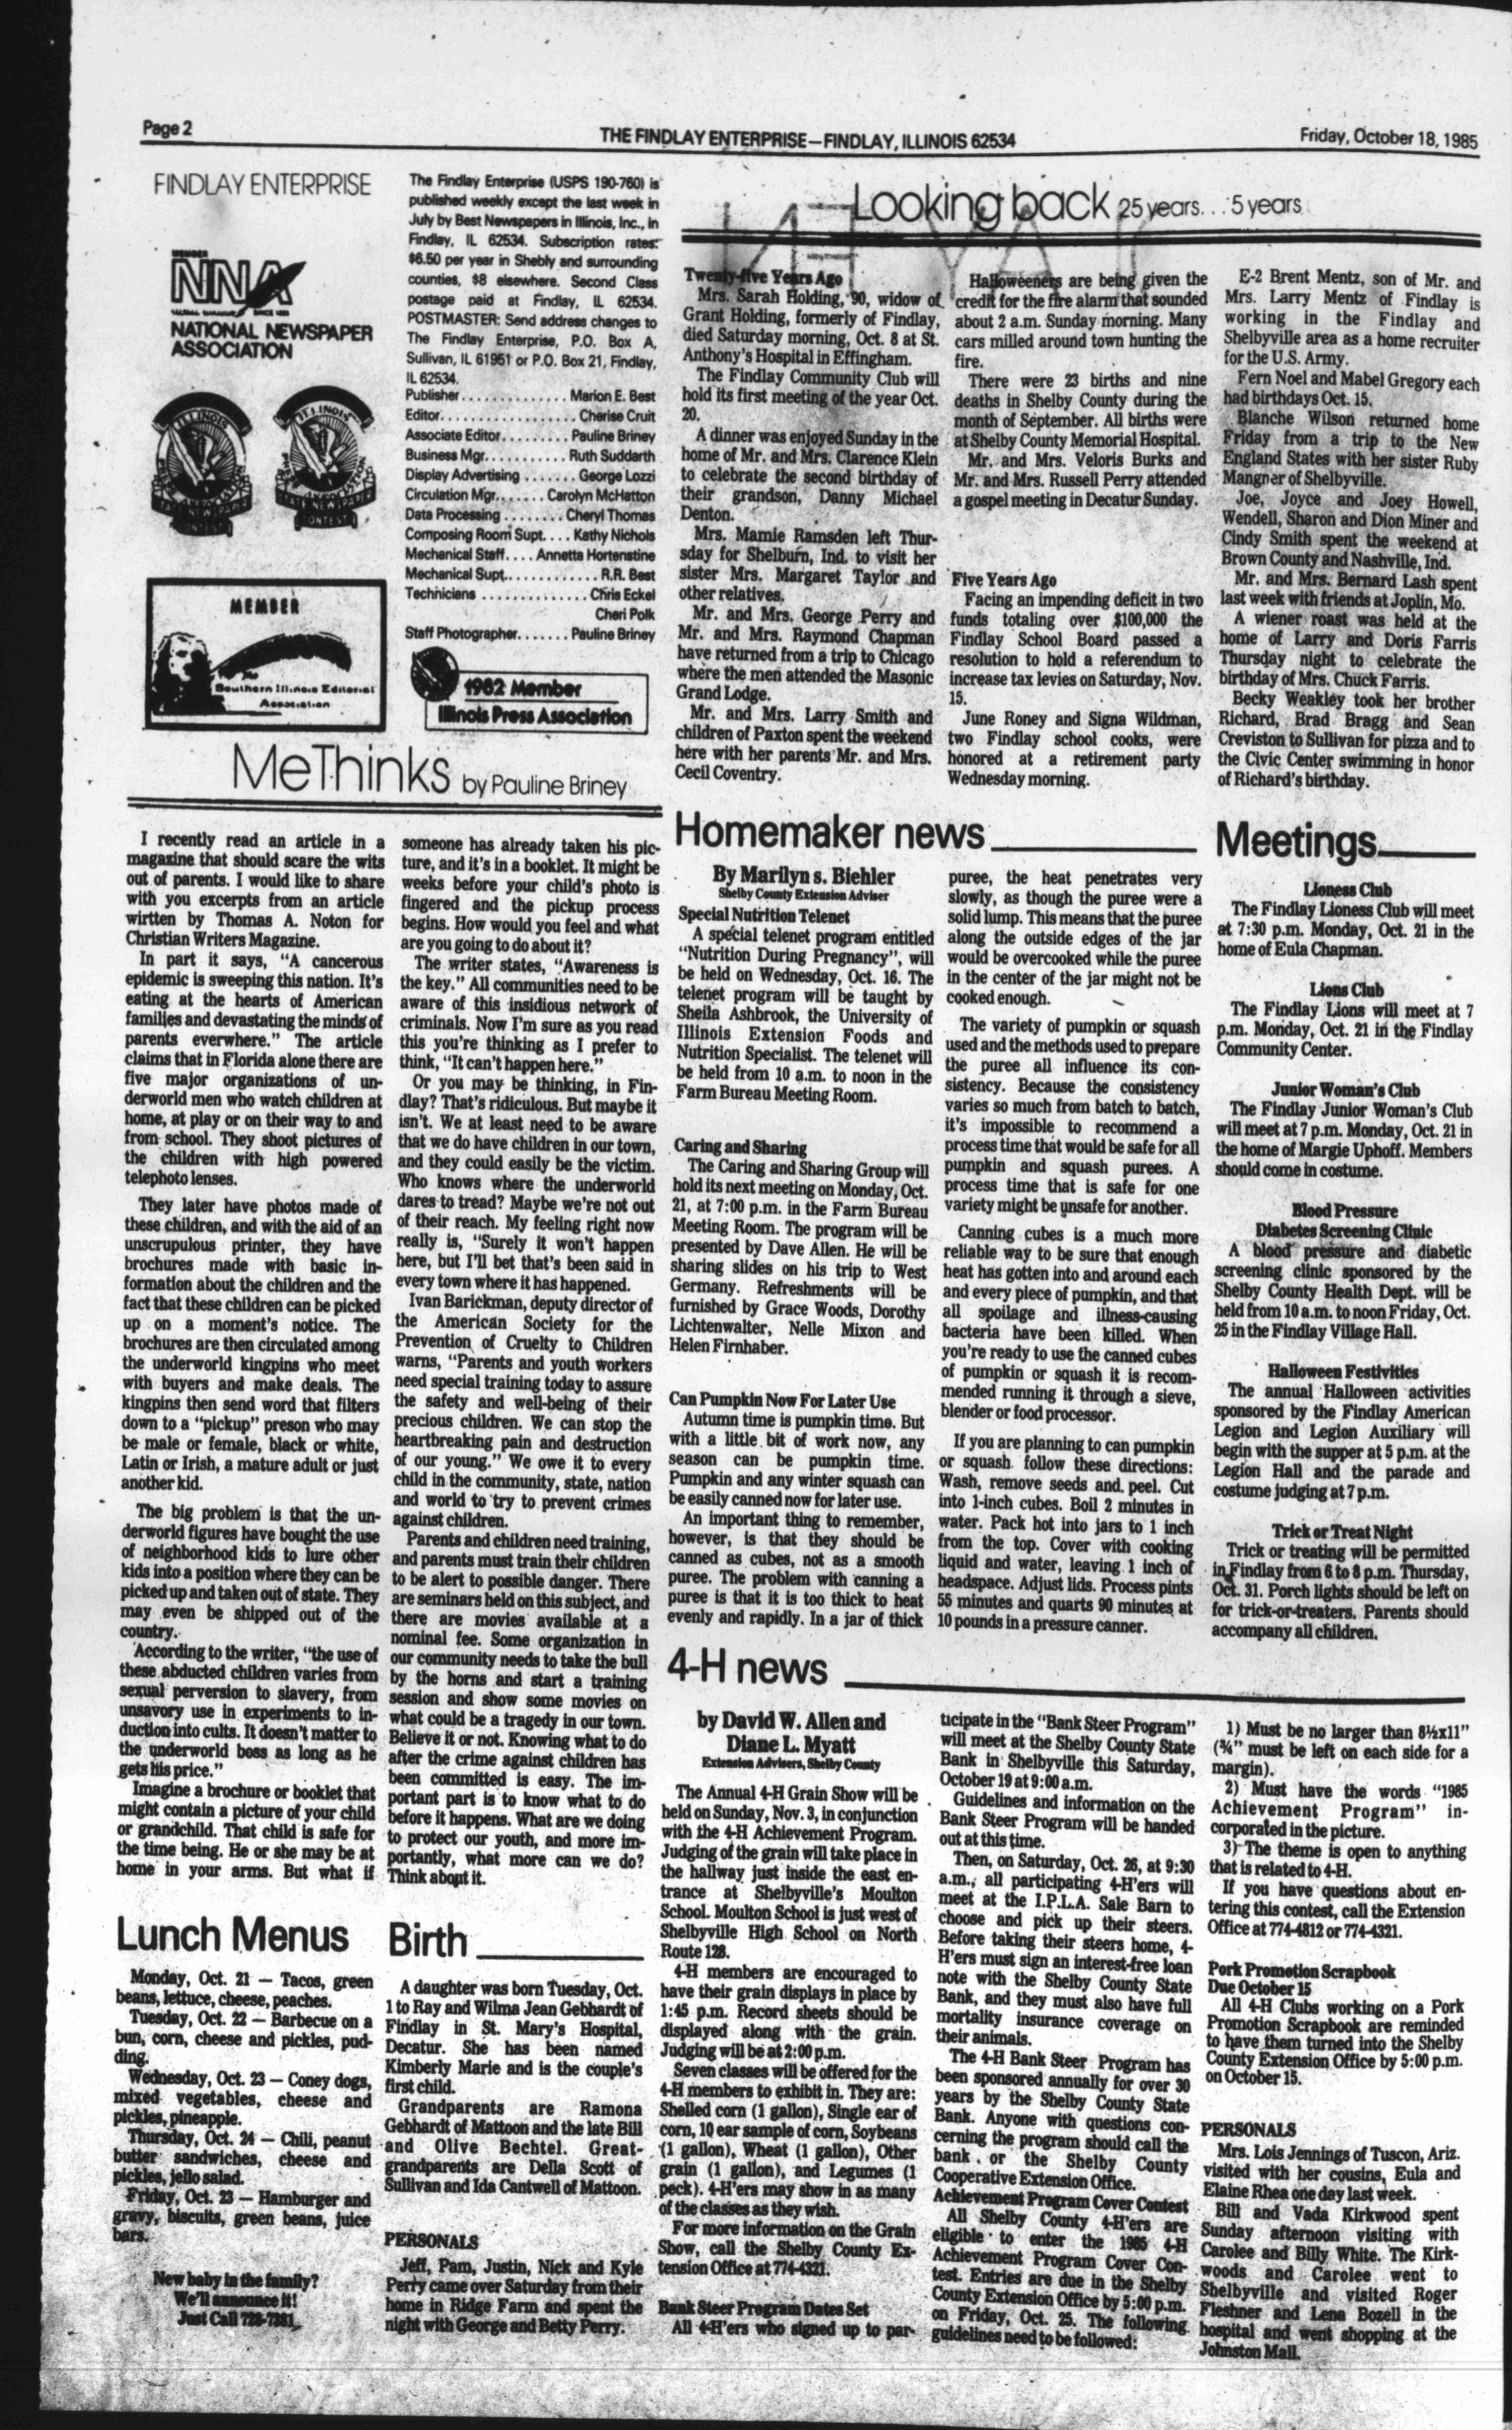 Page 2
THE FINDLAY ENTERPRISE—FINDLAY, ILLINOIS 62534
Friday, October 18, 1985
FINDLAY ENTERPRISE
MEMBER
NNA
SINCE 1885
NATIONAL NEWSPAPER
ASSOCIATION
ILLINOIS
PRESS ASSOCIATION
CONTEST
ILLINOIS
PRESS ASSOCIATION
CONTEST
MEMBER
The
Southern Illinois Editorial
Association
The Findlay Enterprise (USPS 190-760) is
published weekly except the last week in
July by Best Newspapers in Illinois, Inc., in
Findlay, IL 62534. Subscription rates:
$6.50 per year in Shebly and surrounding
counties, $8 elsewhere. Second Class
postage paid at Findlay, IL 62534.
POSTMASTER: Send address changes to
The Findlay Enterprise, P.O. Box A,
Sullivan, IL 61951 or P.O. Box 21, Findlay,
IL 62534.
Publisher.............. Marion E. Best
Editor.................. Cherise Cruit
Associate Editor......... Pauline Briney
Business Mgr........... Ruth Suddarth
Display Advertising ....... George Lozzi
Circulation Mgr....... Carolyn McHatton
Data Processing ........ Cheryl Thomas
Composing Room Supt.... Kathy Nichols
Mechanical Staff.... Annetta Hortenstine
Mechanical Supt............. R.R. Best
Technicians .............. Chris Eckel
Cheri Polk
Staff Photographer....... Pauline Briney
1982 Member
Illinois Press Association
MeThinks by Pauline Briney
I recently read an article in a
magazine that should scare the wits
out of parents. I would like to share
with you excerpts from an article
wirtten by Thomas A. Noton for
Christian Writers Magazine.
In part it says, "A cancerous
epidemic is sweeping this nation. It's
eating at the hearts of American
families and devastating the minds of
parents everywhere." The article
claims that in Florida alone there are
five major organizations of un-
derworld men who watch children at
home, at play or on their way to and
from school. They shoot pictures of
the children with high powered
telephoto lenses.
They later have photos made of
these children, and with the aid of an
unscrupulous printer, they have
brochures made with basic in-
formation about the children and the
fact that these children can be picked
up on a moment's notice. The
brochures are then circulated among
the underworld kingpins who meet
with buyers and make deals. The
kingpins then send word that filters
down to a "pickup" preson who may
be male or female, black or white,
Latin or Irish, a mature adult or just
another kid.
The big problem is that the un-
derworld figures have bought the use
of neighborhood kids to lure other
kids into a position where they can be
picked up and taken out of state. They
may even be shipped out of the
country.
According to the writer, "the use of
these abducted children varies from
sexual perversion to slavery, from
unsavory use in experiments to in-
duction into cults. It doesn't matter to
the underworld boss as long as he
gets his price."
Imagine a brochure or booklet that
might contain a picture of your child
or grandchild. That child is safe for
the time being. He or she may be at
home in your arms. But what if
someone has already taken his pic-
ture, and it's in a booklet. It might be
weeks before your child's photo is
fingered and the pickup process
begins. How would you feel and what
are you going to do about it?
The writer states, "Awareness is
the key." All communities need to be
aware of this insidious network of
criminals. Now I'm sure as you read
this you're thinking as I prefer to
think, "It can't happen here."
Or you may be thinking, in Fin-
dlay? That's ridiculous. But maybe it
isn't. We at least need to be aware
that we do have children in our town,
and they could easily be the victim.
Who knows where the underworld
dares to tread? Maybe we're not out
of their reach. My feeling right now
really is, "Surely it won't happen
here, but I'll bet that's been said in
every town where it has happened.
Ivan Barickman, deputy director of
the American Society for the
Prevention of Cruelty to Children
warns, "Parents and youth workers
need special training today to assure
the safety and well-being of their
precious children. We can stop the
heartbreaking pain and destruction
of our young." We owe it to every
child in the community, state, nation
and world to try to prevent crimes
against children.
Parents and children need training,
and parents must train their children
to be alert to possible danger. There
are seminars held on this subject, and
there are movies available at a
nominal fee. Some organization in
our community needs to take the bull
by the horns and start a training
session and show some movies on
what could be a tragedy in our town.
Believe it or not. Knowing what to do
after the crime against children has
been committed is easy. The im-
portant part is to know what to do
before it happens. What are we doing
to protect our youth, and more im-
portantly, what more can we do?
Think about it.
Lunch Menus
Monday, Oct. 21 — Tacos, green
beans, lettuce, cheese, peaches.
Tuesday, Oct. 22 — Barbecue on a
bun, corn, cheese and pickles, pud-
ding.
Wednesday, Oct. 23 — Coney dogs,
mixed vegetables, cheese and
pickles, pineapple.
Thursday, Oct. 24 — Chili, peanut
butter sandwiches, cheese and
pickles, jello salad.
Friday, Oct. 23 — Hamburger and
gravy, biscuits, green beans, juice
bars.
New baby in the family?
We'll announce it!
Just Call 728-7381
Birth
A daughter was born Tuesday, Oct.
1 to Ray and Wilma Jean Gebhardt of
Findlay in St. Mary's Hospital,
Decatur. She has been named
Kimberly Marie and is the couple's
first child.
Grandparents are Ramona
Gebhardt of Mattoon and the late Bill
and Olive Bechtel. Great-
grandparents are Della Scott of
Sullivan and Ida Cantwell of Mattoon.
PERSONALS
Jeff, Pam, Justin, Nick and Kyle
Perry came over Saturday from their
home in Ridge Farm and spent the
night with George and Betty Perry.
Looking back 25 years... 5 years
Twenty-five Years Ago
Mrs. Sarah Holding, 90, widow of
Grant Holding, formerly of Findlay,
died Saturday morning, Oct. 8 at St.
Anthony's Hospital in Effingham.
The Findlay Community Club will
hold its first meeting of the year Oct.
20.
A dinner was enjoyed Sunday in the
home of Mr. and Mrs. Clarence Klein
to celebrate the second birthday of
their grandson, Danny Michael
Denton.
Mrs. Mamie Ramsden left Thur-
sday for Shelburn, Ind. to visit her
sister Mrs. Margaret Taylor and
other relatives.
Mr. and Mrs. George Perry and
Mr. and Mrs. Raymond Chapman
have returned from a trip to Chicago
where the men attended the Masonic
Grand Lodge.
Mr. and Mrs. Larry Smith and
children of Paxton spent the weekend
here with her parents Mr. and Mrs.
Cecil Coventry.
Halloweeners are being given the
credit for the fire alarm that sounded
about 2 a.m. Sunday morning. Many
cars milled around town hunting the
fire.
There were 23 births and nine
deaths in Shelby County during the
month of September. All births were
at Shelby County Memorial Hospital.
Mr. and Mrs. Veloris Burks and
Mr. and Mrs. Russell Perry attended
a gospel meeting in Decatur Sunday.
Five Years Ago
Facing an impending deficit in two
funds totaling over $100,000 the
Findlay School Board passed a
resolution to hold a referendum to
increase tax levies on Saturday, Nov.
15.
June Roney and Signa Wildman,
two Findlay school cooks, were
honored at a retirement party
Wednesday morning.
E-2 Brent Mentz, son of Mr. and
Mrs. Larry Mentz of Findlay is
working in the Findlay and
Shelbyville area as a home recruiter
for the U.S. Army.
Fern Noel and Mabel Gregory each
had birthdays Oct. 15.
Blanche Wilson returned home
Friday from a trip to the New
England States with her sister Ruby
Mangner of Shelbyville.
Joe, Joyce and Joey Howell,
Wendell, Sharon and Dion Miner and
Cindy Smith spent the weekend at
Brown County and Nashville, Ind.
Mr. and Mrs. Bernard Lash spent
last week with friends at Joplin, Mo.
A wiener roast was held at the
home of Larry and Doris Farris
Thursday night to celebrate the
birthday of Mrs. Chuck Farris.
Becky Weakley took her brother
Richard, Brad Bragg and Sean
Creviston to Sullivan for pizza and to
the Civic Center swimming in honor
of Richard's birthday.
Homemaker news
By Marilyn s. Biehler
Shelby County Extension Adviser
Special Nutrition Telenet
A special telenet program entitled
"Nutrition During Pregnancy", will
be held on Wednesday, Oct. 16. The
telenet program will be taught by
Sheila Ashbrook, the University of
Illinois Extension Foods and
Nutrition Specialist. The telenet will
be held from 10 a.m. to noon in the
Farm Bureau Meeting Room.
Caring and Sharing
The Caring and Sharing Group will
hold its next meeting on Monday, Oct.
21, at 7:00 p.m. in the Farm Bureau
Meeting Room. The program will be
presented by Dave Allen. He will be
sharing slides on his trip to West
Germany. Refreshments will be
furnished by Grace Woods, Dorothy
Lichtenwalter, Nelle Mixon and
Helen Firnhaber.
Can Pumpkin Now For Later Use
Autumn time is pumpkin time. But
with a little bit of work now, any
season can be pumpkin time.
Pumpkin and any winter squash can
be easily canned now for later use.
An important thing to remember,
however, is that they should be
canned as cubes, not as a smooth
puree. The problem with canning a
puree is that it is too thick to heat
evenly and rapidly. In a jar of thick
puree, the heat penetrates very
slowly, as though the puree were a
solid lump. This means that the puree
along the outside edges of the jar
would be overcooked while the puree
in the center of the jar might not be
cooked enough.
The variety of pumpkin or squash
used and the methods used to prepare
the puree all influence its con-
sistency. Because the consistency
varies so much from batch to batch,
it's impossible to recommend a
process time that would be safe for all
pumpkin and squash purees. A
process time that is safe for one
variety might be unsafe for another.
Canning cubes is a much more
reliable way to be sure that enough
heat has gotten into and around each
and every piece of pumpkin, and that
all spoilage and illness-causing
bacteria have been killed. When
you're ready to use the canned cubes
of pumpkin or squash it is recom-
mended running it through a sieve,
blender or food processor.
If you are planning to can pumpkin
or squash follow these directions:
Wash, remove seeds and peel. Cut
into 1-inch cubes. Boil 2 minutes in
water. Pack hot into jars to 1 inch
from the top. Cover with cooking
liquid and water, leaving 1 inch of
headspace. Adjust lids. Process pints
55 minutes and quarts 90 minutes at
10 pounds in a pressure canner.
Meetings
Lioness Club
The Findlay Lioness Club will meet
at 7:30 p.m. Monday, Oct. 21 in the
home of Eula Chapman.
Lions Club
The Findlay Lions will meet at 7
p.m. Monday, Oct. 21 in the Findlay
Community Center.
Junior Woman's Club
The Findlay Junior Woman's Club
will meet at 7 p.m. Monday, Oct. 21 in
the home of Margie Uphoff. Members
should come in costume.
Blood Pressure
Diabetes Screening Clinic
A blood pressure and diabetic
screening clinic sponsored by the
Shelby County Health Dept. will be
held from 10 a.m. to noon Friday, Oct.
25 in the Findlay Village Hall.
Halloween Festivities
The annual Halloween activities
sponsored by the Findlay American
Legion and Legion Auxiliary will
begin with the supper at 5 p.m. at the
Legion Hall and the parade and
costume judging at 7 p.m.
Trick or Treat Night
Trick or treating will be permitted
in Findlay from 6 to 8 p.m. Thursday,
Oct. 31. Porch lights should be left on
for trick-or-treaters. Parents should
accompany all children.
4-H news
by David W. Allen and
Diane L. Myatt
Extension Advisers, Shelby County
The Annual 4-H Grain Show will be
held on Sunday, Nov. 3, in conjunction
with the 4-H Achievement Program.
Judging of the grain will take place in
the hallway just inside the east en-
trance at Shelbyville's Moulton
School. Moulton School is just west of
Shelbyville High School on North
Route 128.
4-H members are encouraged to
have their grain displays in place by
1:45 p.m. Record sheets should be
displayed along with the grain.
Judging will be at 2:00 p.m.
Seven classes will be offered for the
4-H members to exhibit in. They are:
Shelled corn (1 gallon), Single ear of
corn, 10 ear sample of corn, Soybeans
(1 gallon), Wheat (1 gallon), Other
grain (1 gallon), and Legumes (1
peck). 4-H'ers may show in as many
of the classes as they wish.
For more information on the Grain
Show, call the Shelby County Ex-
tension Office at 774-4321.
Bank Steer Program Dates Set
All 4-H'ers who signed up to par-
ticipate in the "Bank Steer Program"
will meet at the Shelby County State
Bank in Shelbyville this Saturday,
October 19 at 9:00 a.m.
Guidelines and information on the
Bank Steer Program will be handed
out at this time.
Then, on Saturday, Oct. 26, at 9:30
a.m., all participating 4-H'ers will
meet at the I.P.L.A. Sale Barn to
choose and pick up their steers.
Before taking their steers home, 4-
H'ers must sign an interest-free loan
note with the Shelby County State
Bank, and they must also have full
mortality insurance coverage on
their animals.
The 4-H Bank Steer Program has
been sponsored annually for over 30
years by the Shelby County State
Bank. Anyone with questions con-
cerning the program should call the
bank or the Shelby County
Cooperative Extension Office.
Achievement Program Cover Contest
All Shelby County 4-H'ers are
eligible to enter the 1985 4-H
Achievement Program Cover Con-
test. Entries are due in the Shelby
County Extension Office by 5:00 p.m.
on Friday, Oct. 25. The following
guidelines need to be followed:
1) Must be no larger than 8½x11"
(¾" must be left on each side for a
margin).
2) Must have the words "1985
Achievement Program" in-
corporated in the picture.
3) The theme is open to anything
that is related to 4-H.
If you have questions about en-
tering this contest, call the Extension
Office at 774-4812 or 774-4321.
Pork Promotion Scrapbook
Due October 15
All 4-H Clubs working on a Pork
Promotion Scrapbook are reminded
to have them turned into the Shelby
County Extension Office by 5:00 p.m.
on October 15.
PERSONALS
Mrs. Lois Jennings of Tuscon, Ariz.
visited with her cousins, Eula and
Elaine Rhea one day last week.
Bill and Vada Kirkwood spent
Sunday afternoon visiting with
Carolee and Billy White. The Kirk-
woods and Carolee went to
Shelbyville and visited Roger
Fleshner and Lena Bozell in the
hospital and went shopping at the
Johnston Mall.